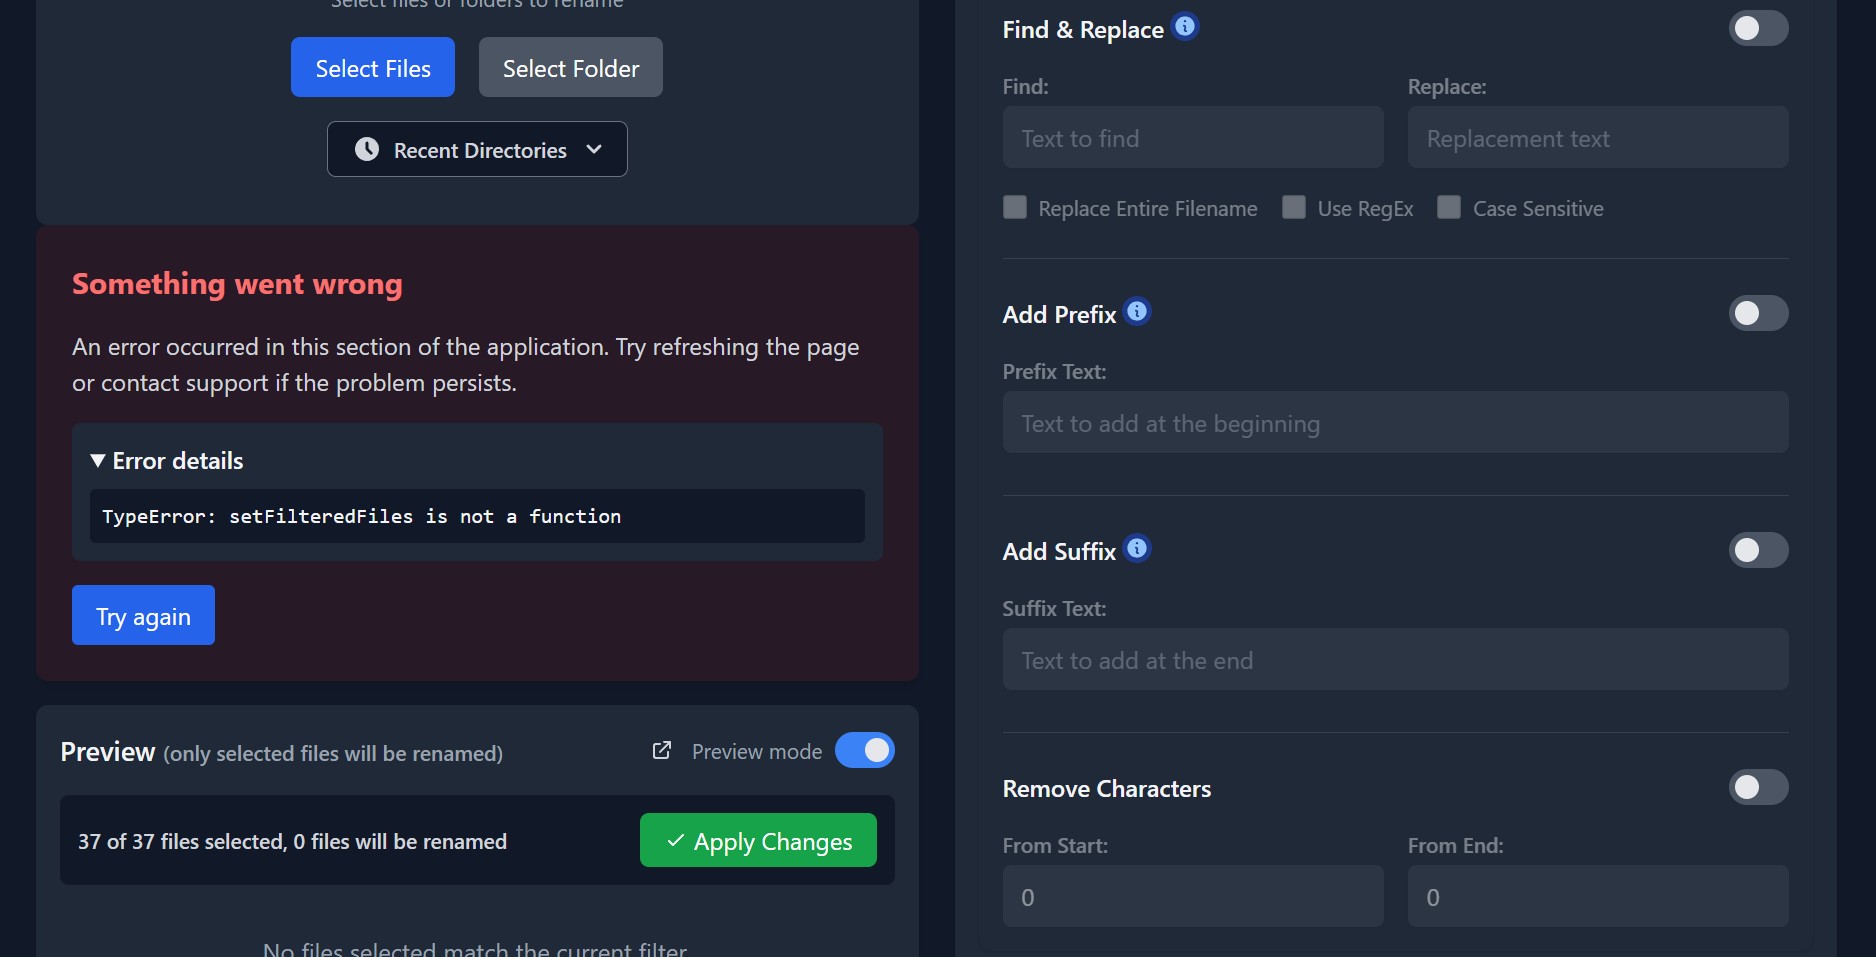 Select files or folders to rename
Select Files
Select Folder
Recent Directories
Something went wrong
An error occurred in this section of the application. Try refreshing the page
or contact support if the problem persists.
Error details
TypeError: setFilteredFiles is not a function
Try again
Preview (only selected files will be renamed)
Preview mode
37 of 37 files selected, 0 files will be renamed
Apply Changes
No files selected match the current filter
Find & Replace
Find:
Replace:
Text to find
Replacement text
Replace Entire Filename
Use RegEx
Case Sensitive
Add Prefix
Prefix Text:
Text to add at the beginning
Add Suffix
Suffix Text:
Text to add at the end
Remove Characters
From Start:
From End:
0
0